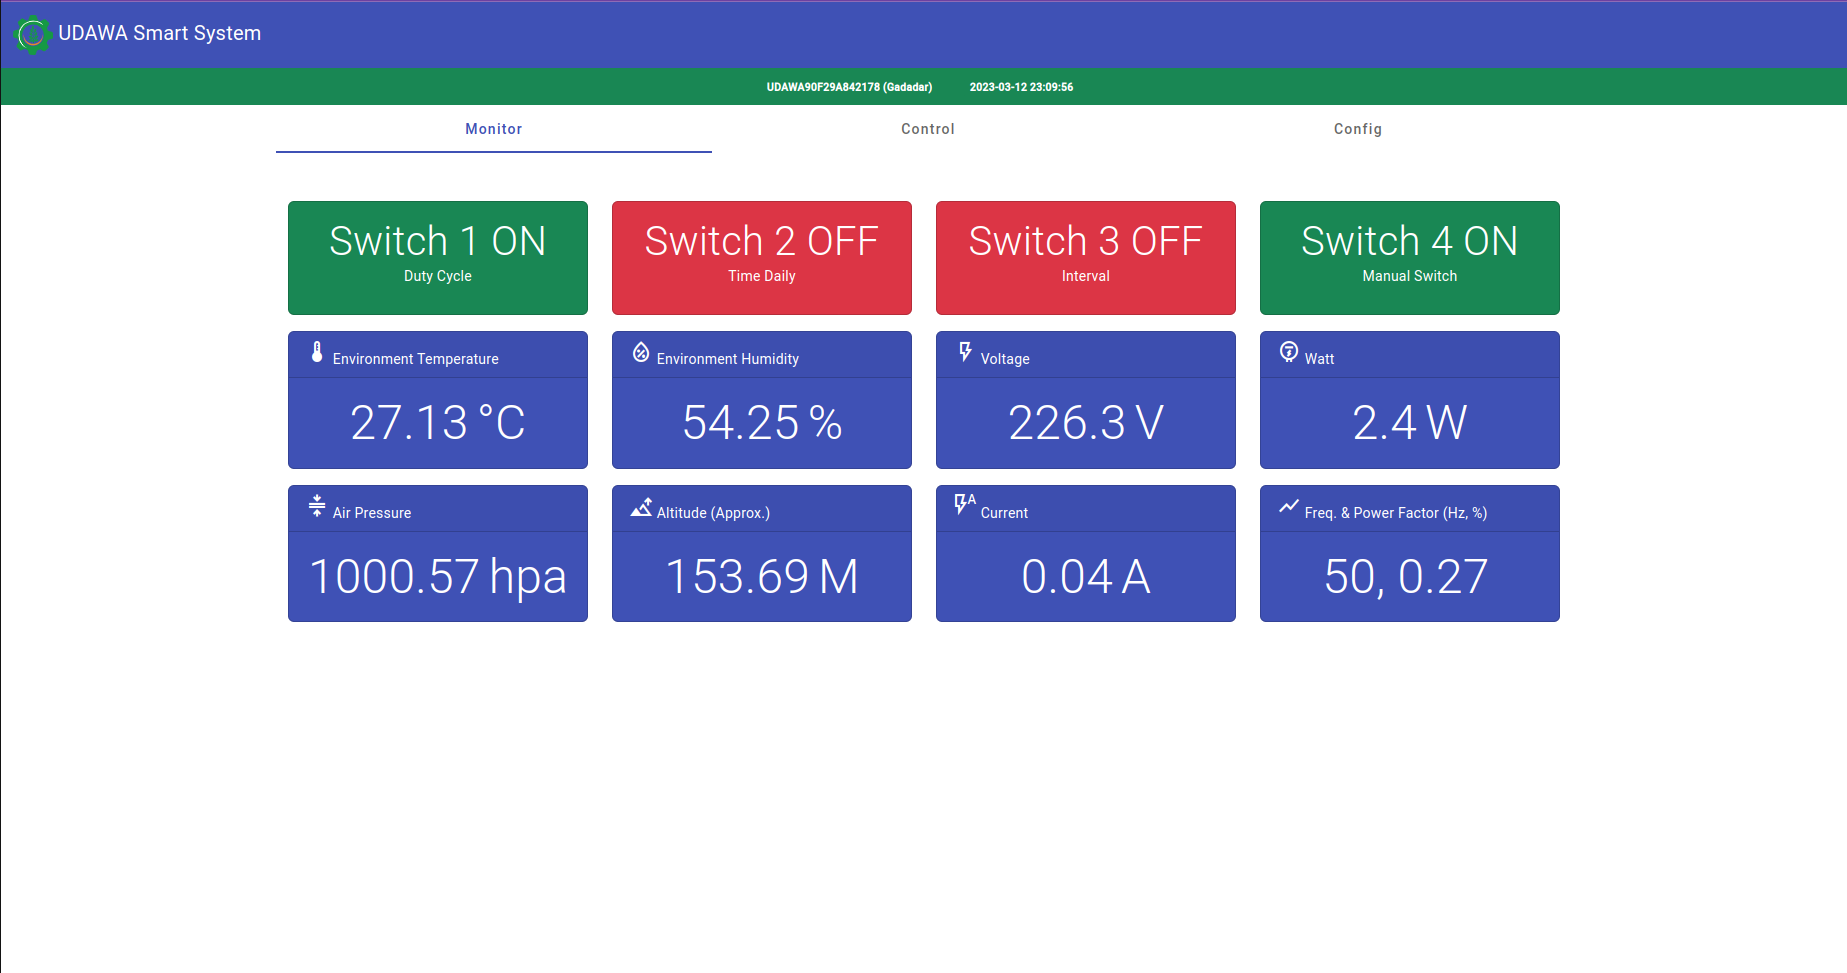 UDAWA Smart System
UDAWA90F29A842178 (Gadadar) 2023-03-12 23:09:56
Monitor Control Config
Switch 1 ON Switch 2 OFF Switch 3 OFF Switch 4 ON
Duty Cycle Time Daily Interval Manual Switch
Environment Temperature Environment Humidity Voltage Watt
27.13 °C 54.25 % 226.3 V 2.4 W
Air Pressure Altitude (Approx.) A Current Freq. & Power Factor (Hz, %)
1000.57 hpa 153.69 M 0.04 A 50, 0.27